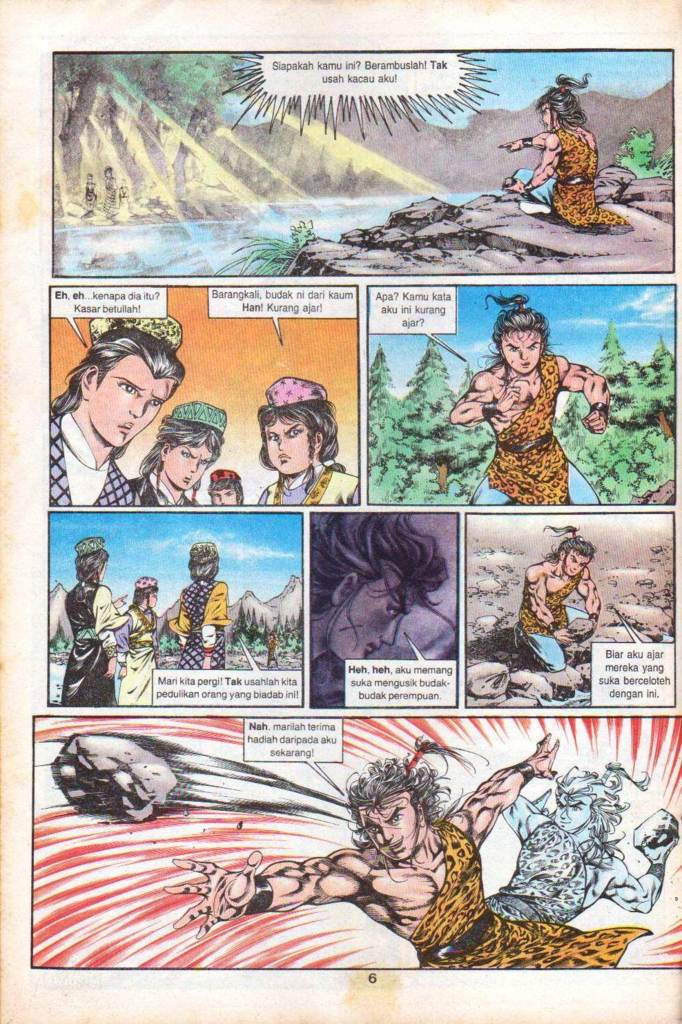 Siapakah kamu ini? Berambuslah! Tak
usah kacau aku!
Eh, eh...kenapa dia itu?
Kasar betullah!
Barangkali, budak ni dari kaum
Han! Kurang ajar!
Apa? Kamu kata
aku ini kurang
ajar?
Mari kita pergi! Tak usahlah kita
pedulikan orang yang biadab ini!
Heh, heh, aku memang
suka mengusik budak-
budak perempuan.
Biar aku ajar
mereka yang
suka berceloteh
dengan ini.
Nah, marilah terima
hadiah daripada aku
sekarang!
6